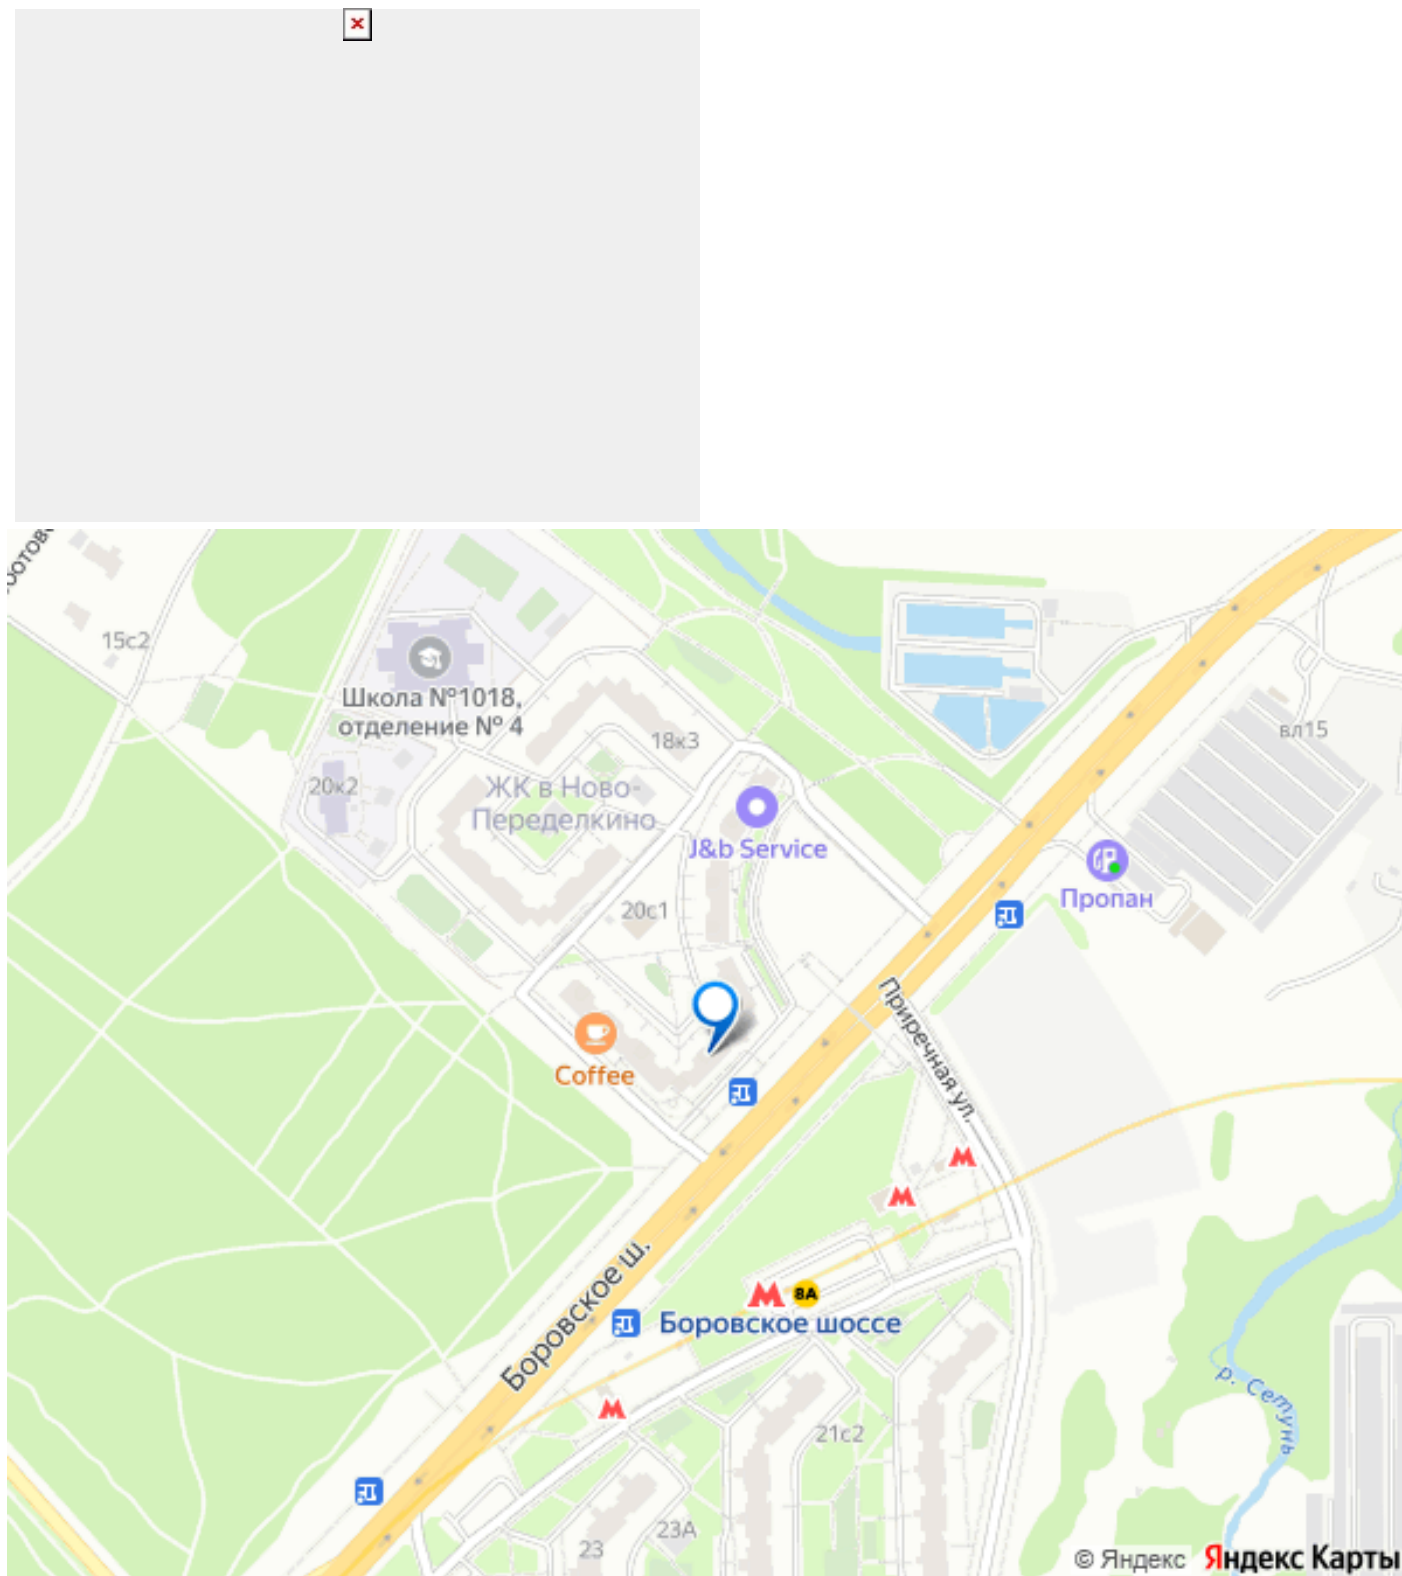 15с2
Школа №1018,
отделение № 4
18к3
вл15
20к2
ЖК в Ново-
Переделкино
J&b Service
Пропан
20с1
Приречная ул.
Coffee
Боровское ш.
8А
Боровское шоссе
р. Сетунь
21с2
23А
23
© Яндекс Яндекс Карты